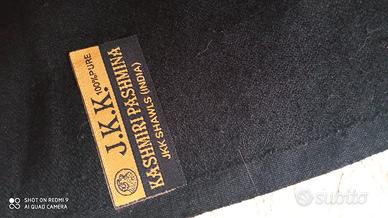 J.K.K. 100%PURE
KASHMIRI PASHMINA
JKK SHAWLS (INDIA)
SHOT ON REDMI 9
AI QUAD CAMERA
subito